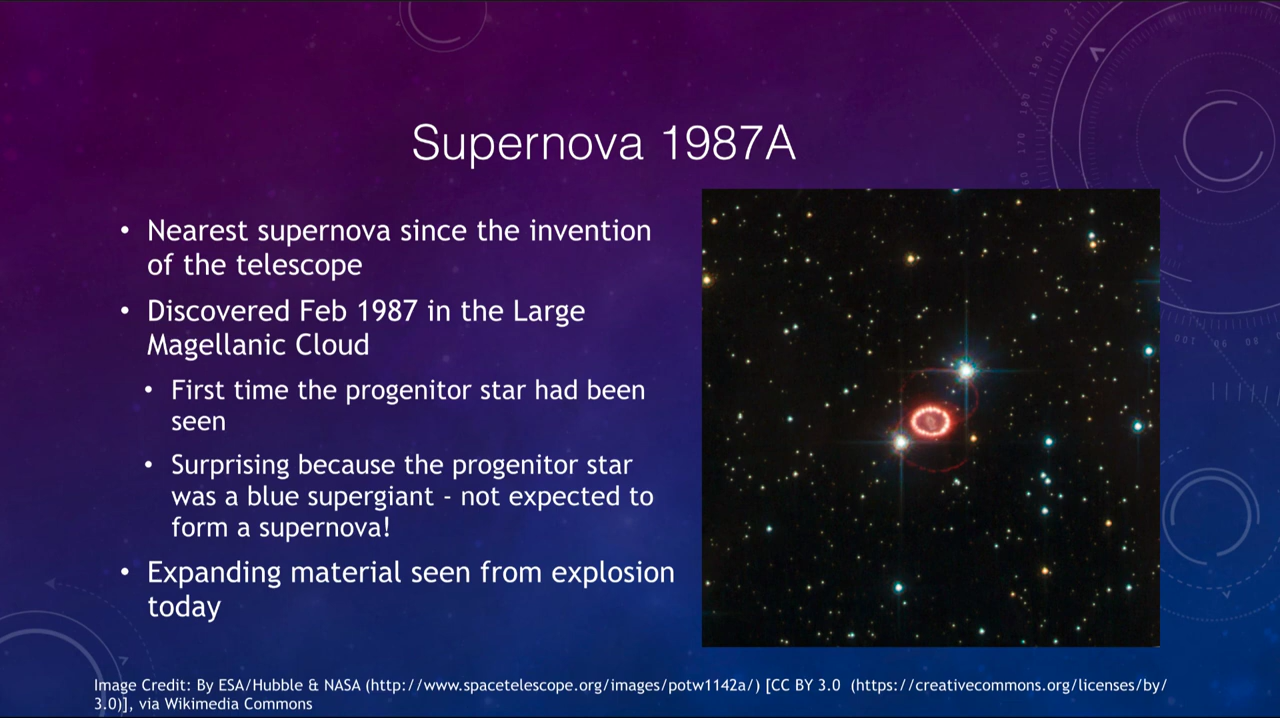 Supernova 1987A
• Nearest supernova since the invention
of the telescope
• Discovered Feb 1987 in the Large
Magellanic Cloud
• First time the progenitor star had been
seen
• Surprising because the progenitor star
was a blue supergiant - not expected to
form a supernova!
• Expanding material seen from explosion
today
Image Credit: By ESA/Hubble & NASA (http://www.spacetelescope.org/images/potw1142a/) [CC BY 3.0 (https://creativecommons.org/licenses/by/
3.0)], via Wikimedia Commons